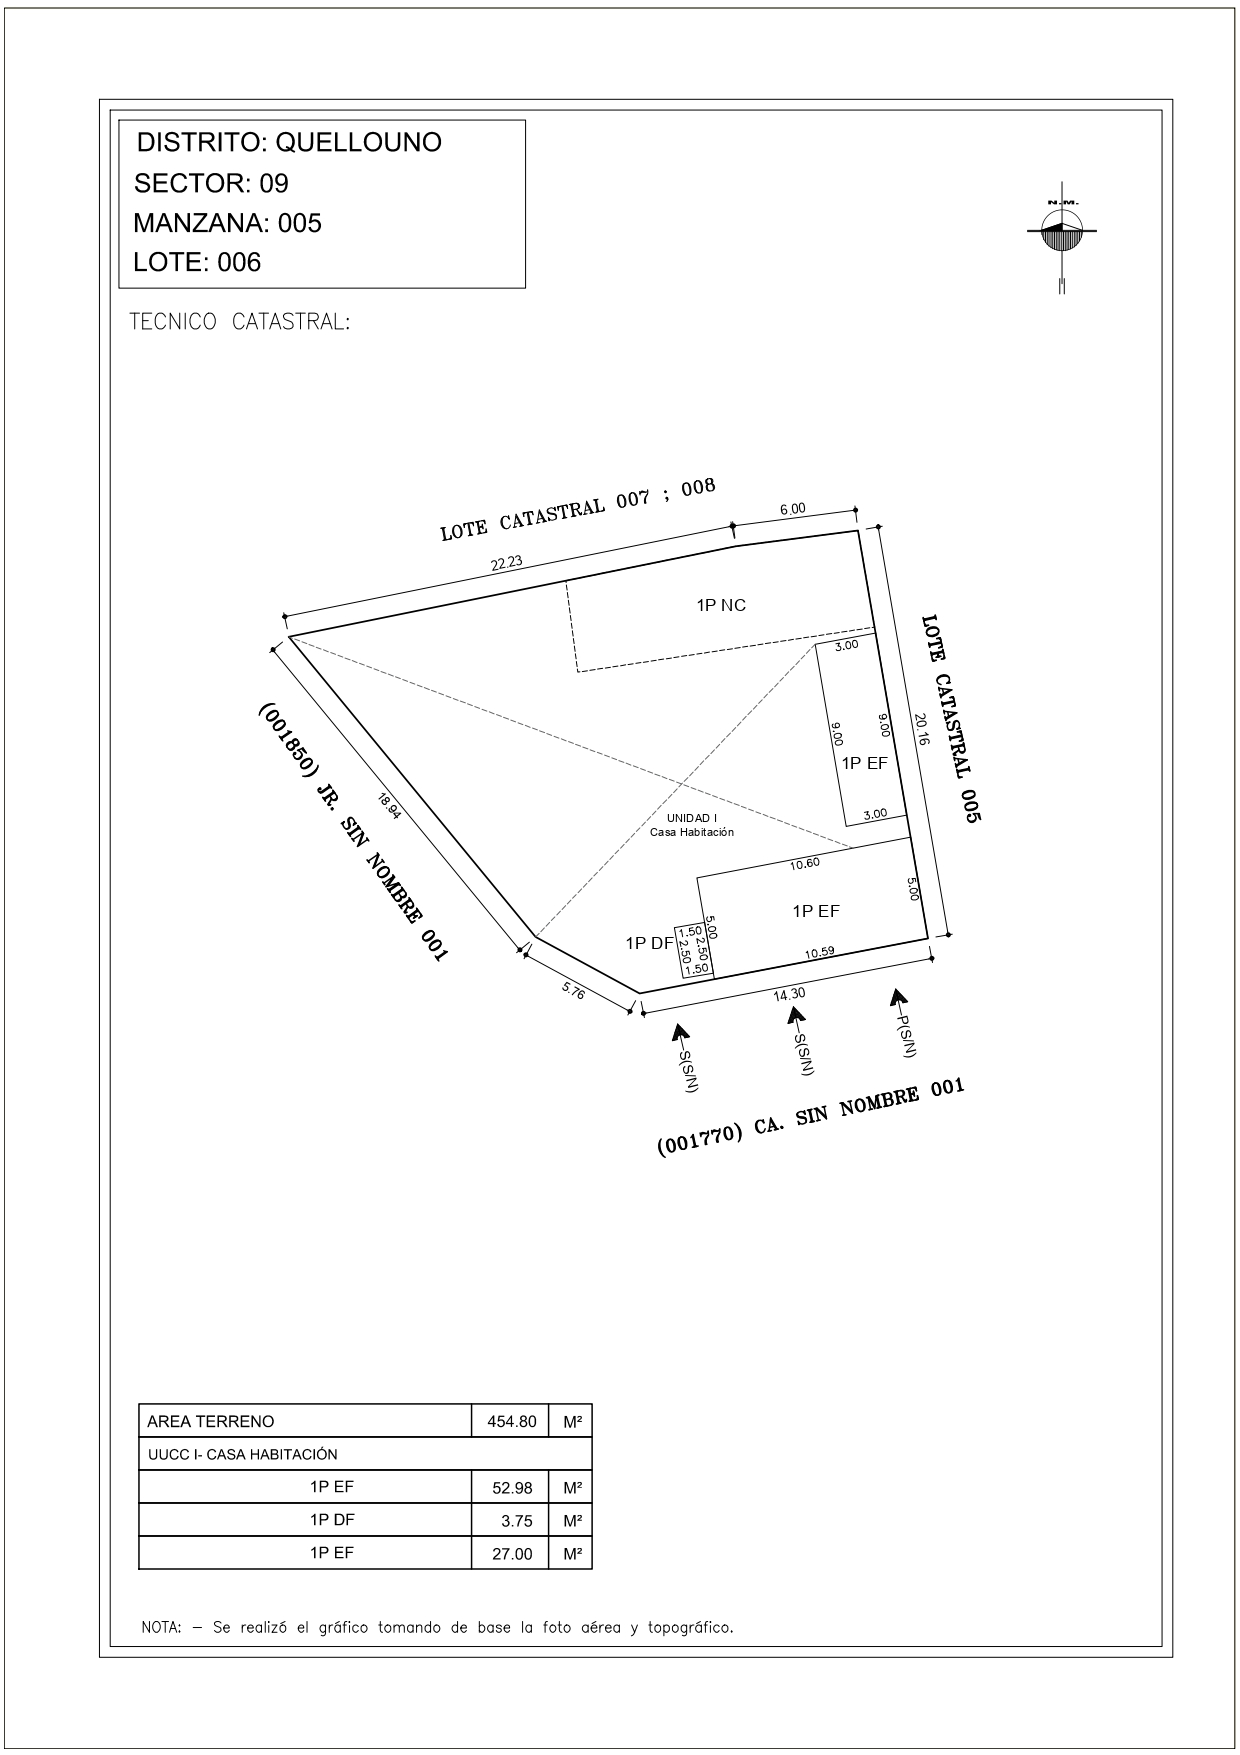 DISTRITO: QUELLOUNO
SECTOR: 09
MANZANA: 005
LOTE: 006
N.M.
TECNICO CATASTRAL:
LOTE CATASTRAL 007 ; 008
6.00
22.23
1P NC
3.00
LOTE CATASTRAL 005
20.16
9.00
9.00
1P EF
3.00
(001850) JR. SIN NOMBRE 001
18.94
UNIDAD I
Casa Habitación
10.60
5.00
1P EF
5.00
1P DF
1.50
2.50
2.50
1.50
10.59
14.30
5.76
P(S/N)
S(S/N)
S(S/N)
(001770) CA. SIN NOMBRE 001
AREA TERRENO 454.80 M²
UUCC I- CASA HABITACIÓN
1P EF 52.98 M²
1P DF 3.75 M²
1P EF 27.00 M²
NOTA: – Se realizó el gráfico tomando de base la foto aérea y topográfico.